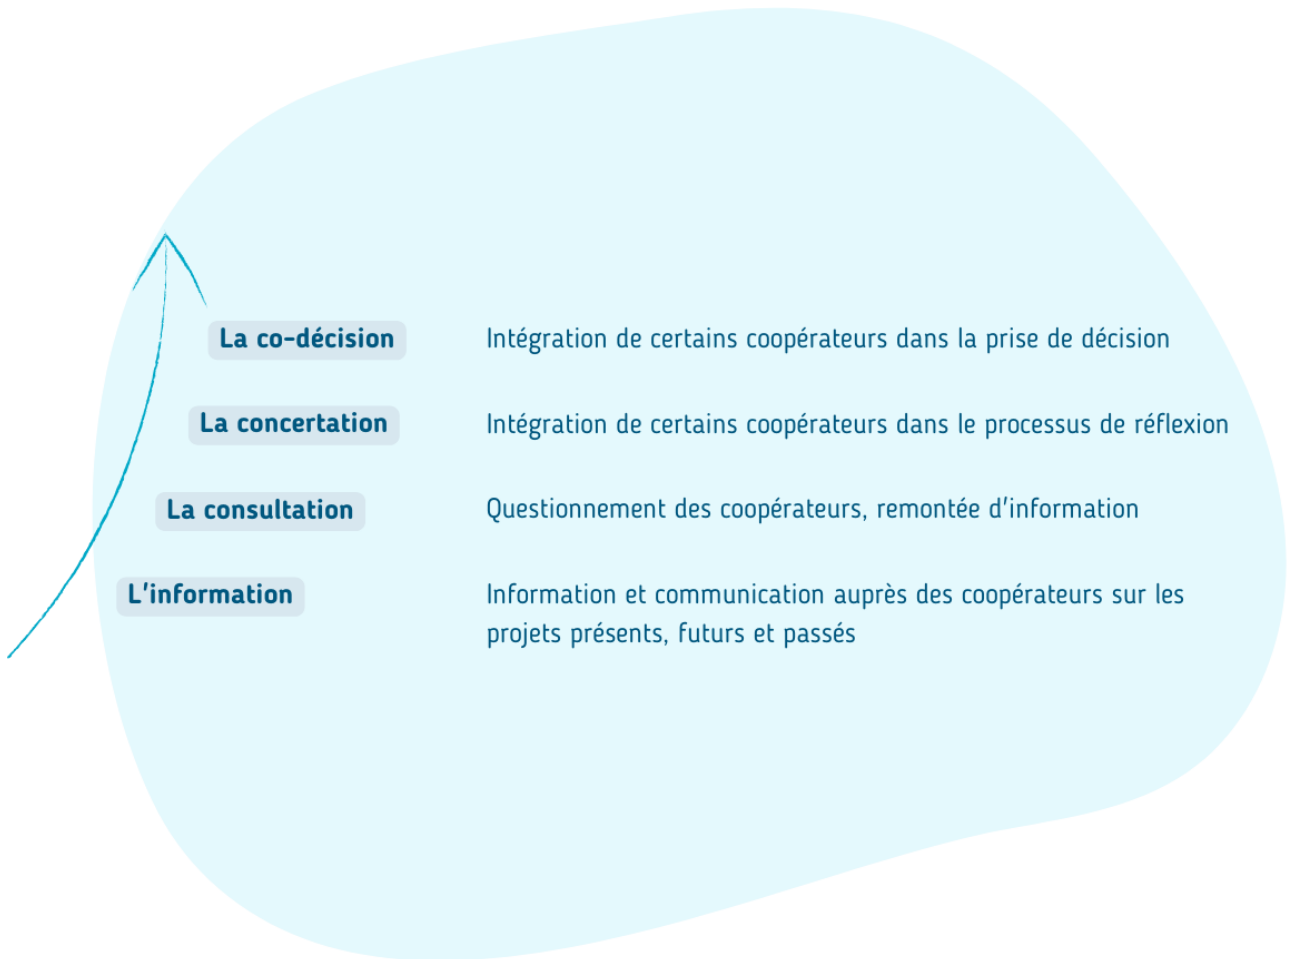 La co-décision
Intégration de certains coopérateurs dans la prise de décision
La concertation
Intégration de certains coopérateurs dans le processus de réflexion
La consultation
Questionnement des coopérateurs, remontée d'information
L'information
Information et communication auprès des coopérateurs sur les
projets présents, futurs et passés